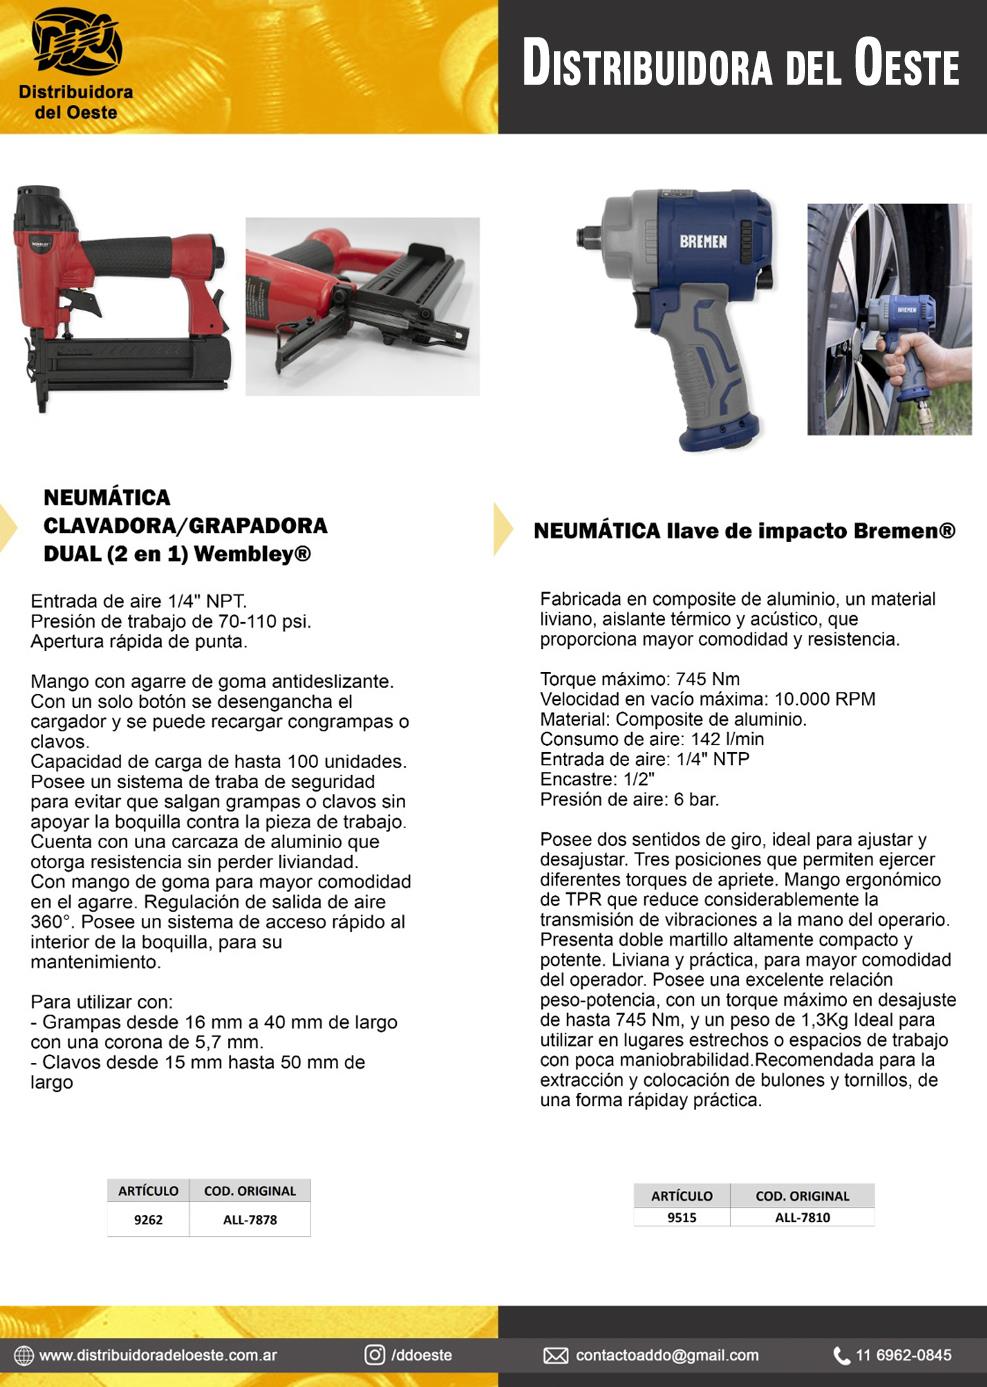 DDO
Distribuidora
del Oeste
DISTRIBUIDORA DEL OESTE
WEMBLEY
BREMEN
BREMEN
NEUMÁTICA
CLAVADORA/GRAPADORA
DUAL (2 en 1) Wembley®
Entrada de aire 1/4" NPT.
Presión de trabajo de 70-110 psi.
Apertura rápida de punta.
Mango con agarre de goma antideslizante.
Con un solo botón se desengancha el
cargador y se puede recargar congrampas o
clavos.
Capacidad de carga de hasta 100 unidades.
Posee un sistema de traba de seguridad
para evitar que salgan grampas o clavos sin
apoyar la boquilla contra la pieza de trabajo.
Cuenta con una carcaza de aluminio que
otorga resistencia sin perder liviandad.
Con mango de goma para mayor comodidad
en el agarre. Regulación de salida de aire
360°. Posee un sistema de acceso rápido al
interior de la boquilla, para su
mantenimiento.
Para utilizar con:
- Grampas desde 16 mm a 40 mm de largo
con una corona de 5,7 mm.
- Clavos desde 15 mm hasta 50 mm de
largo
ARTÍCULO COD. ORIGINAL
9262 ALL-7878
NEUMÁTICA llave de impacto Bremen®
Fabricada en composite de aluminio, un material
liviano, aislante térmico y acústico, que
proporciona mayor comodidad y resistencia.
Torque máximo: 745 Nm
Velocidad en vacío máxima: 10.000 RPM
Material: Composite de aluminio.
Consumo de aire: 142 l/min
Entrada de aire: 1/4" NTP
Encastre: 1/2"
Presión de aire: 6 bar.
Posee dos sentidos de giro, ideal para ajustar y
desajustar. Tres posiciones que permiten ejercer
diferentes torques de apriete. Mango ergonómico
de TPR que reduce considerablemente la
transmisión de vibraciones a la mano del operario.
Presenta doble martillo altamente compacto y
potente. Liviana y práctica, para mayor comodidad
del operador. Posee una excelente relación
peso-potencia, con un torque máximo en desajuste
de hasta 745 Nm, y un peso de 1,3Kg Ideal para
utilizar en lugares estrechos o espacios de trabajo
con poca maniobrabilidad.Recomendada para la
extracción y colocación de bulones y tornillos, de
una forma rápiday práctica.
ARTÍCULO COD. ORIGINAL
9515 ALL-7810
www.distribuidoradeloeste.com.ar /ddoeste contactoaddo@gmail.com 11 6962-0845